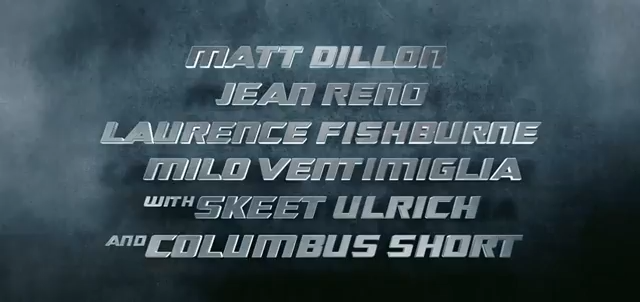 MATT DILLON
JEAN RENO
LAURENCE FISHBURNE
MILO VENTIMIGLIA
WITH SKEET ULRICH
AND COLUMBUS SHORT